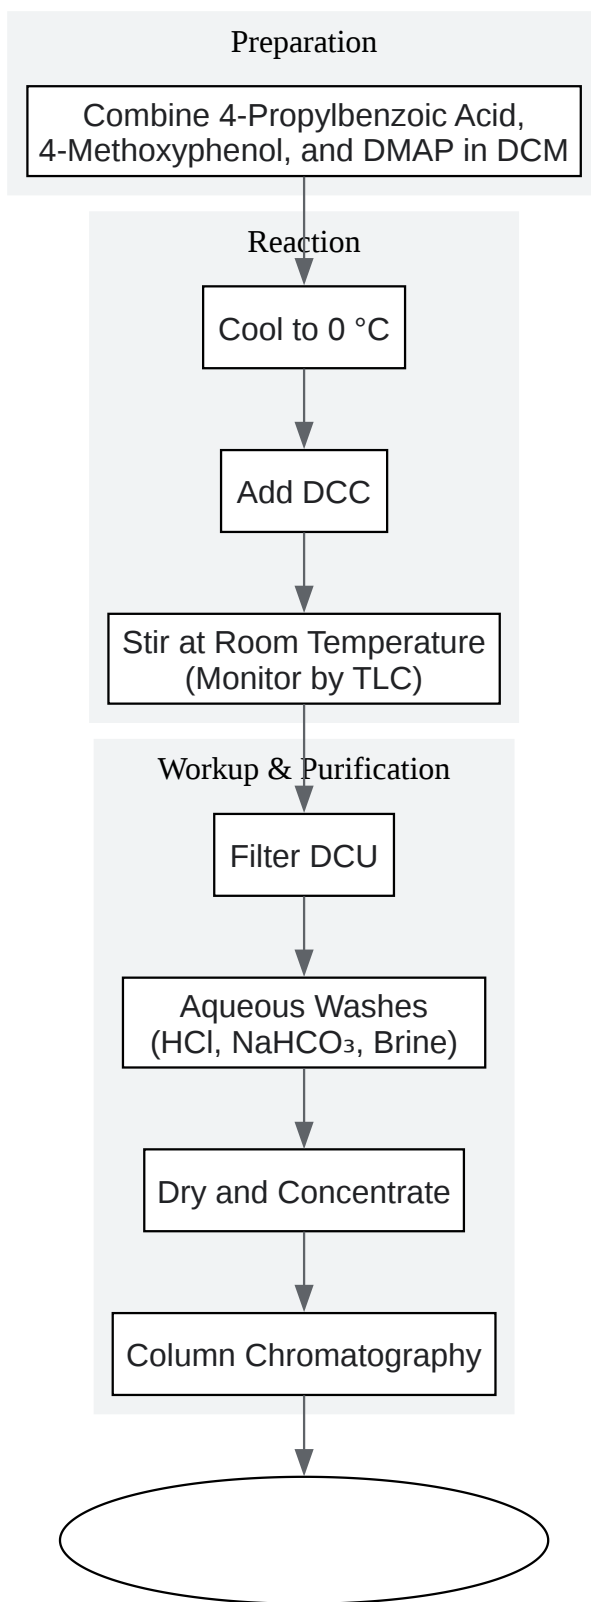 Preparation
Combine 4-Propylbenzoic Acid,
4-Methoxyphenol, and DMAP in DCM
Reaction
Cool to 0 °C
Add DCC
Stir at Room Temperature
(Monitor by TLC)
Workup & Purification
Filter DCU
Aqueous Washes
(HCl, NaHCO₃, Brine)
Dry and Concentrate
Column Chromatography